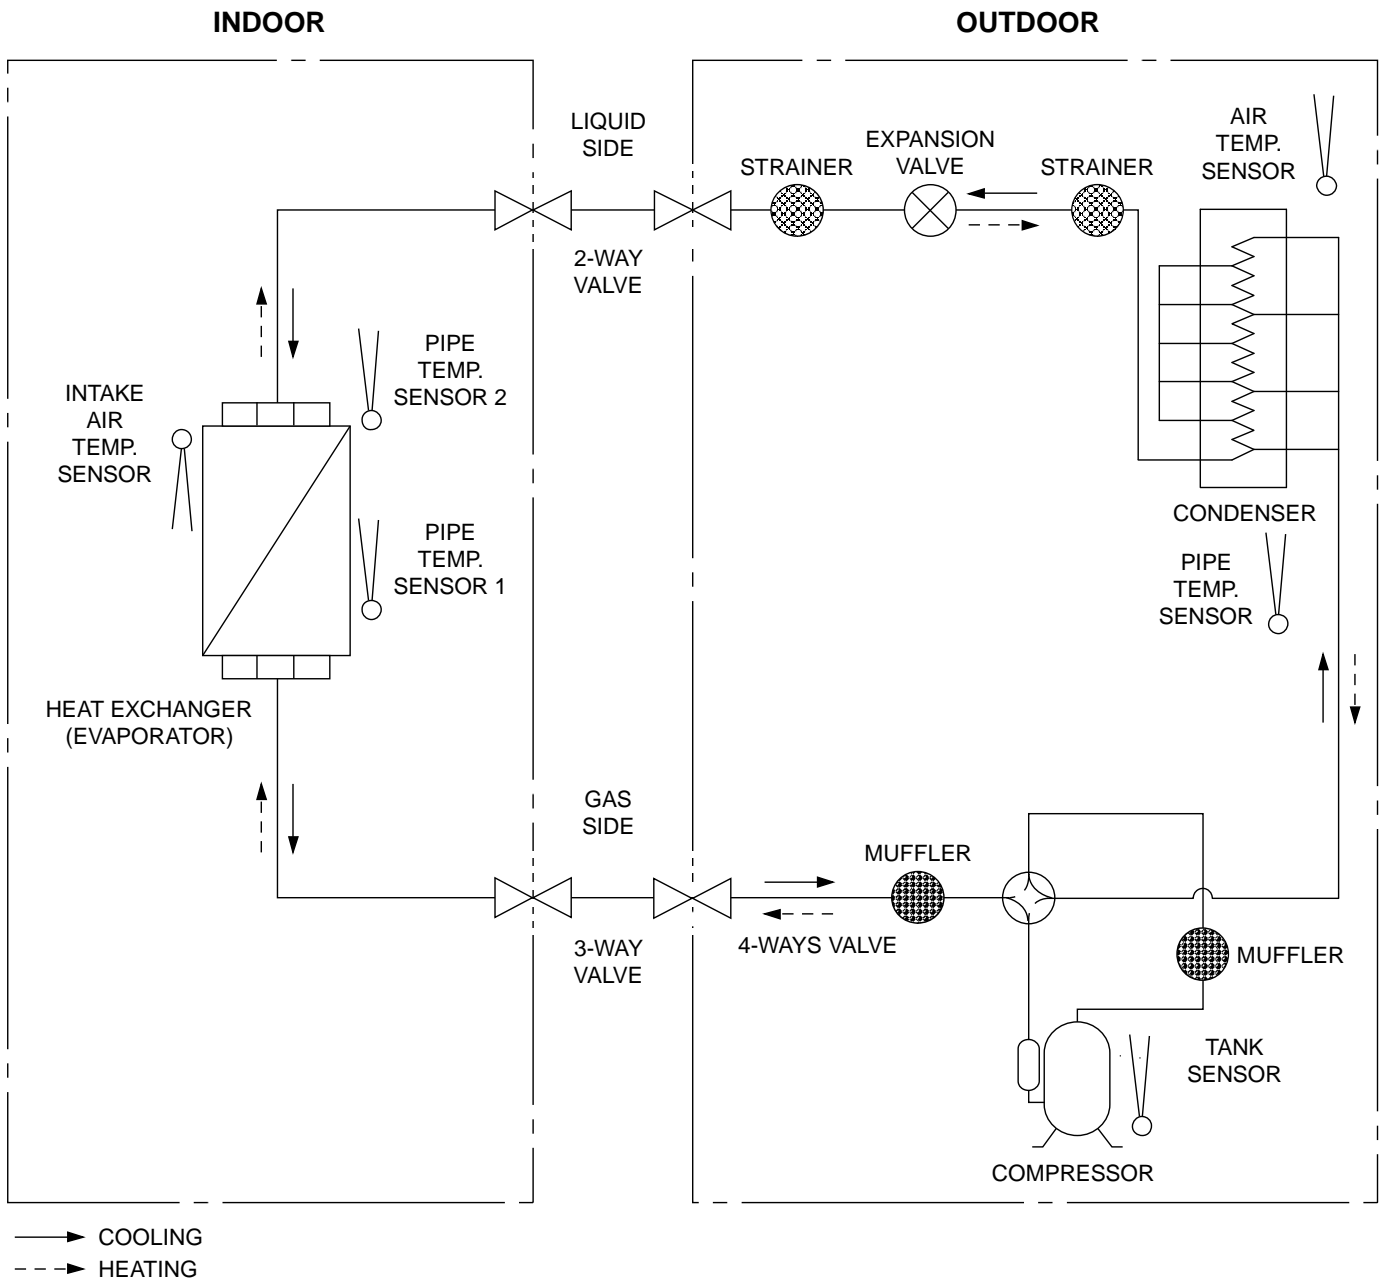 INDOOR
OUTDOOR
LIQUID
SIDE
2-WAY
VALVE
STRAINER
EXPANSION
VALVE
STRAINER
AIR
TEMP.
SENSOR
PIPE
TEMP.
SENSOR 2
INTAKE
AIR
TEMP.
SENSOR
PIPE
TEMP.
SENSOR 1
HEAT EXCHANGER
(EVAPORATOR)
CONDENSER
PIPE
TEMP.
SENSOR
GAS
SIDE
3-WAY
VALVE
MUFFLER
4-WAYS VALVE
MUFFLER
TANK
SENSOR
COMPRESSOR
COOLING
HEATING